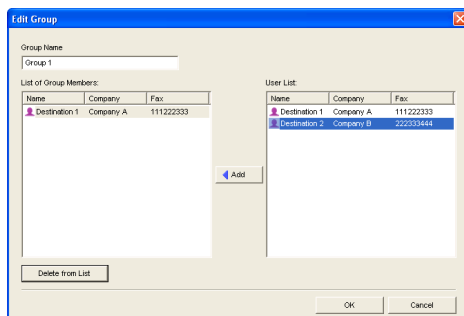 Edit Group
Group Name
Group 1
List of Group Members:
Name Company Fax
Destination 1 Company A 111222333
User List:
Name Company Fax
Destination 1 Company A 111222333
Destination 2 Company B 222333444
Add
Delete from List
OK Cancel